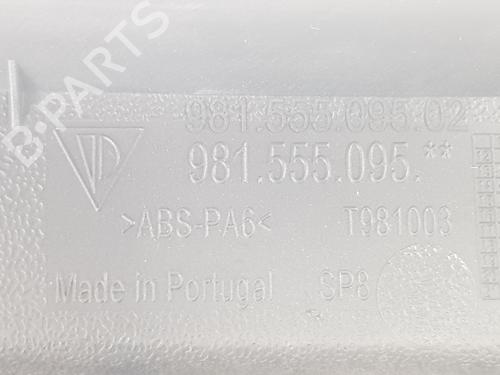 981.555.095.02
981.555.095.**
>ABS-PA6< T981003
Made in Portugal SP8
B-PARTS